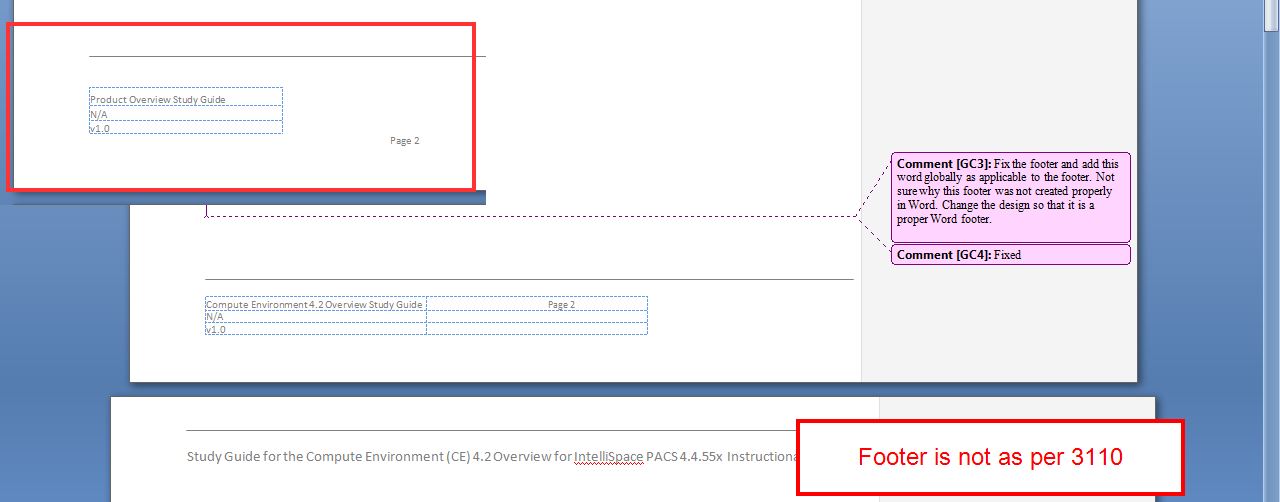 Product Overview Study Guide
N/A
v1.0
Page 2
Comment [GC3]: Fix the footer and add this
word globally as applicable to the footer. Not
sure why this footer was not created properly
in Word. Change the design so that it is a
proper Word footer.
Comment [GC4]: Fixed
Compute Environment 4.2 Overview Study Guide Page 2
N/A
v1.0
Study Guide for the Compute Environment (CE) 4.2 Overview for IntelliSpace PACS 4.4.55x Instructiona
Footer is not as per 3110